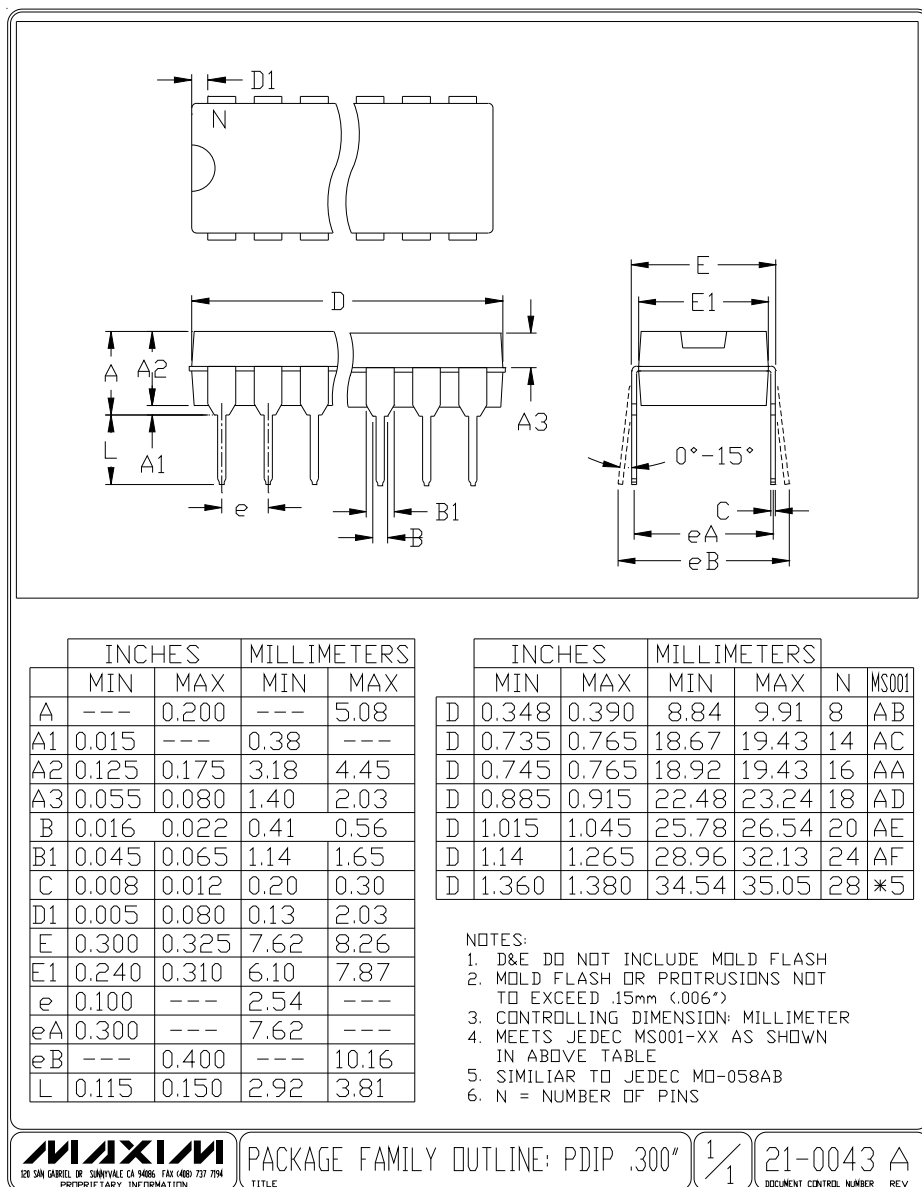 D1
N
E
E1
D
A
A2
A3
L
A1
0°-15°
e
B1
B
C
eA
eB
INCHES MILLIMETERS
MIN MAX MIN MAX
A --- 0.200 --- 5.08
A1 0.015 --- 0.38 ---
A2 0.125 0.175 3.18 4.45
A3 0.055 0.080 1.40 2.03
B 0.016 0.022 0.41 0.56
B1 0.045 0.065 1.14 1.65
C 0.008 0.012 0.20 0.30
D1 0.005 0.080 0.13 2.03
E 0.300 0.325 7.62 8.26
E1 0.240 0.310 6.10 7.87
e 0.100 --- 2.54 ---
eA 0.300 --- 7.62 ---
eB --- 0.400 --- 10.16
L 0.115 0.150 2.92 3.81
INCHES MILLIMETERS
MIN MAX MIN MAX N MS001
D 0.348 0.390 8.84 9.91 8 AB
D 0.735 0.765 18.67 19.43 14 AC
D 0.745 0.765 18.92 19.43 16 AA
D 0.885 0.915 22.48 23.24 18 AD
D 1.015 1.045 25.78 26.54 20 AE
D 1.14 1.265 28.96 32.13 24 AF
D 1.360 1.380 34.54 35.05 28 *5
NOTES:
1. D&E DO NOT INCLUDE MOLD FLASH
2. MOLD FLASH OR PROTRUSIONS NOT
TO EXCEED .15mm (.006")
3. CONTROLLING DIMENSION: MILLIMETER
4. MEETS JEDEC MS001-XX AS SHOWN
IN ABOVE TABLE
5. SIMILIAR TO JEDEC MO-058AB
6. N = NUMBER OF PINS
MAXIM
120 SAN GABRIEL DR SUNNYVALE CA 94086 FAX (408) 737 7194
PROPRIETARY INFORMATION
PACKAGE FAMILY OUTLINE: PDIP .300"
TITLE
1/1
21-0043 A
DOCUMENT CONTROL NUMBER REV